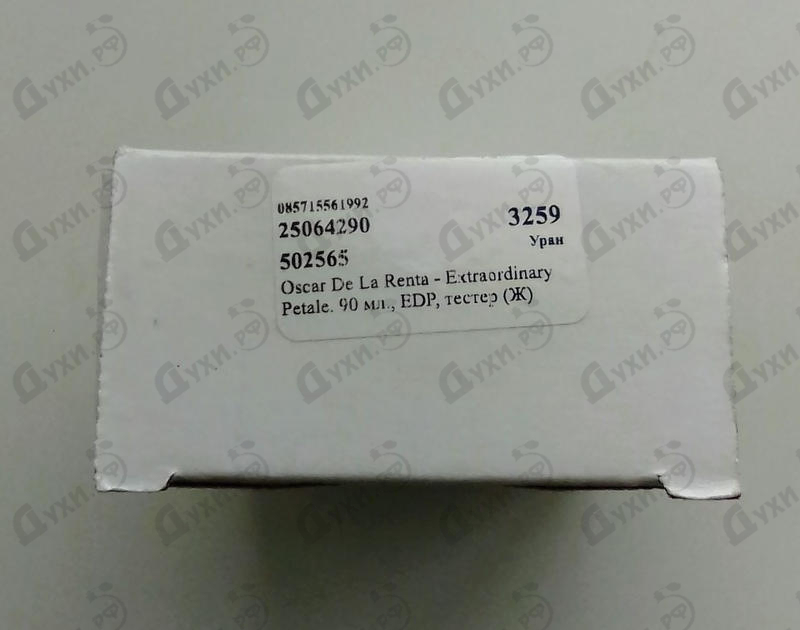 085715561992
25064290 3259
Уран
502565
Oscar De La Renta - Extraordinary
Petale. 90 мл., EDP, тестер (Ж)
Духи.рф